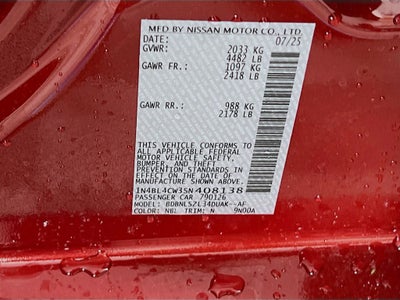 MFD BY NISSAN MOTOR CO., LTD.
DATE: 07/25
GVWR: 2033 KG
4482 LB
GAWR FR.: 1097 KG
2418 LB
GAWR RR.: 988 KG
2178 LB
THIS VEHICLE CONFORMS TO ALL
APPLICABLE FEDERAL
MOTOR VEHICLE SAFETY,
BUMPER, AND THEFT
PREVENTION STANDARDS IN
EFFECT ON THE DATE OF
MANUFACTURE SHOWN ABOVE.
1N4BL4CW3SN408138
PASSENGER CAR 790126
MODEL: BDBNLSZL34DUAK--AF
COLOR: NBL TRIM: N 9N00A